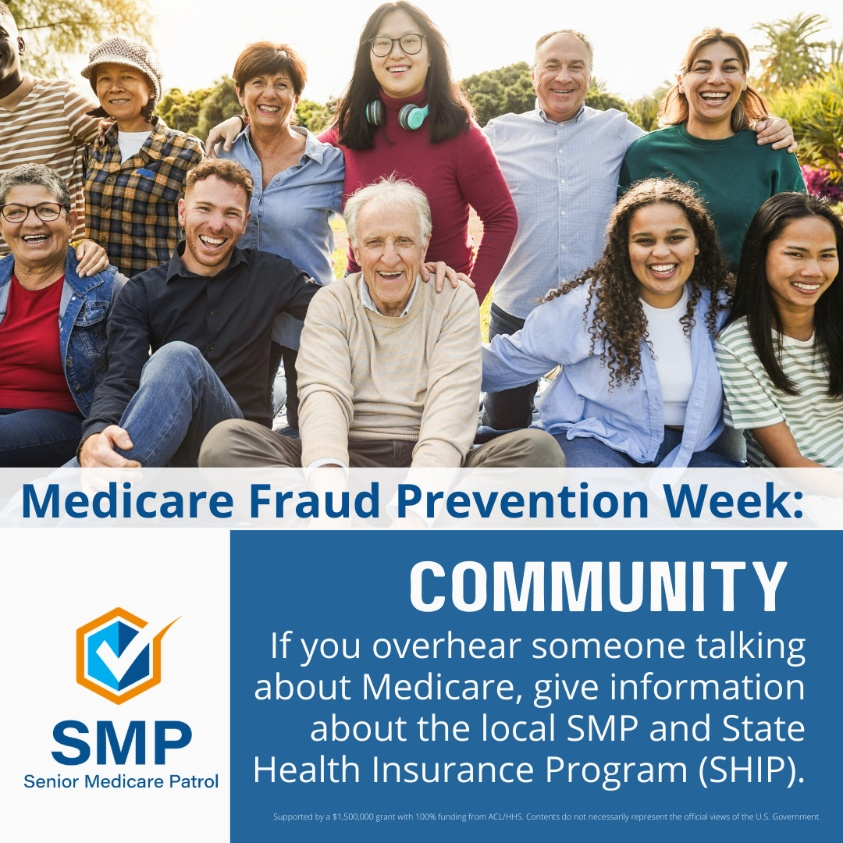 Medicare Fraud Prevention Week:
COMMUNITY
If you overhear someone talking
about Medicare, give information
about the local SMP and State
Health Insurance Program (SHIP).
SMP
Senior Medicare Patrol
Supported by a $1,500,000 grant with 100% funding from ACL/HHS. Contents do not necessarily represent the official views of the U.S. Government.